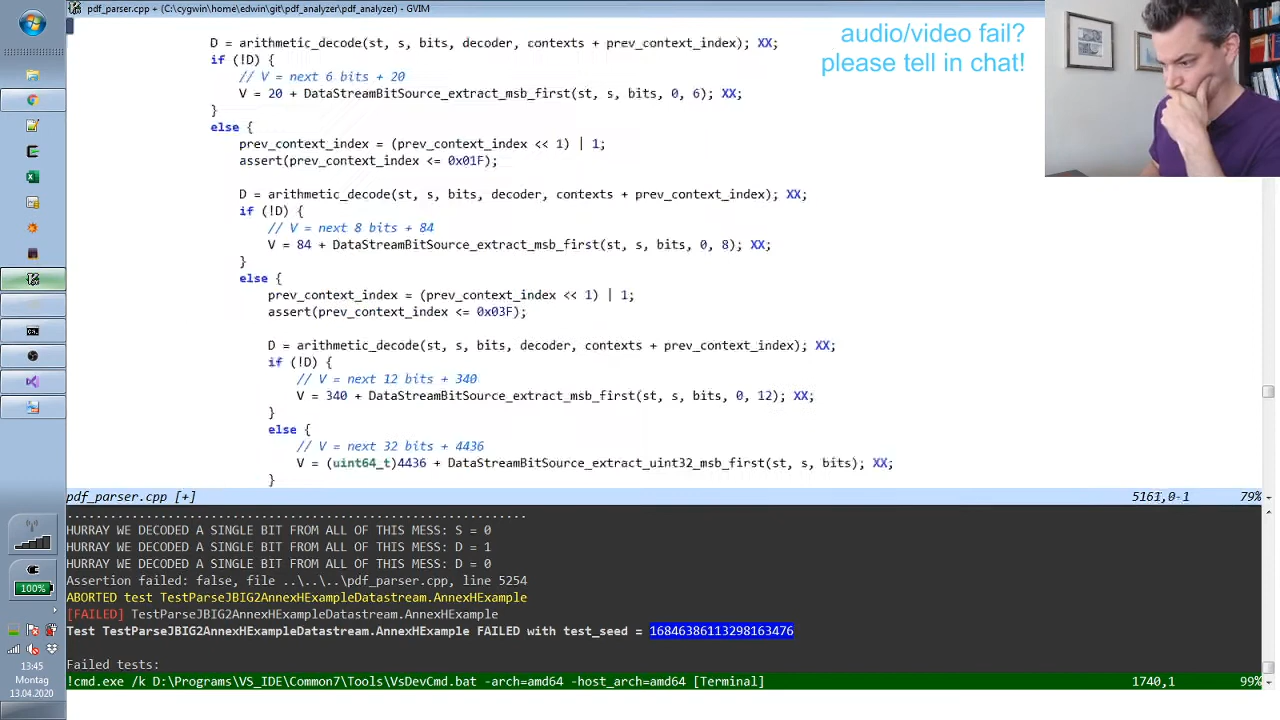 pdf_parser.cpp + (C:\cygwin\home\edwin\git\pdf_analyzer\pdf_analyzer) - GVIM
audio/video fail?
please tell in chat!
D = arithmetic_decode(st, s, bits, decoder, contexts + prev_context_index); XX;
if (!D) {
// V = next 6 bits + 20
V = 20 + DataStreamBitSource_extract_msb_first(st, s, bits, 0, 6); XX;
}
else {
prev_context_index = (prev_context_index << 1) | 1;
assert(prev_context_index <= 0x01F);
D = arithmetic_decode(st, s, bits, decoder, contexts + prev_context_index); XX;
if (!D) {
// V = next 8 bits + 84
V = 84 + DataStreamBitSource_extract_msb_first(st, s, bits, 0, 8); XX;
}
else {
prev_context_index = (prev_context_index << 1) | 1;
assert(prev_context_index <= 0x03F);
D = arithmetic_decode(st, s, bits, decoder, contexts + prev_context_index); XX;
if (!D) {
// V = next 12 bits + 340
V = 340 + DataStreamBitSource_extract_msb_first(st, s, bits, 0, 12); XX;
}
else {
// V = next 32 bits + 4436
V = (uint64_t)4436 + DataStreamBitSource_extract_uint32_msb_first(st, s, bits); XX;
}
pdf_parser.cpp [+] 5161,0-1 79%
................................................................
HURRAY WE DECODED A SINGLE BIT FROM ALL OF THIS MESS: S = 0
HURRAY WE DECODED A SINGLE BIT FROM ALL OF THIS MESS: D = 1
HURRAY WE DECODED A SINGLE BIT FROM ALL OF THIS MESS: D = 0
Assertion failed: false, file ..\..\..\pdf_parser.cpp, line 5254
ABORTED test TestParseJBIG2AnnexHExampleDatastream.AnnexHExample
[FAILED] TestParseJBIG2AnnexHExampleDatastream.AnnexHExample
Test TestParseJBIG2AnnexHExampleDatastream.AnnexHExample FAILED with test_seed = 16846386113298163476
Failed tests:
!cmd.exe /k D:\Programs\VS_IDE\Common7\Tools\VsDevCmd.bat -arch=amd64 -host_arch=amd64 [Terminal] 1740,1 99%
100%
13:45
Montag
13.04.2020